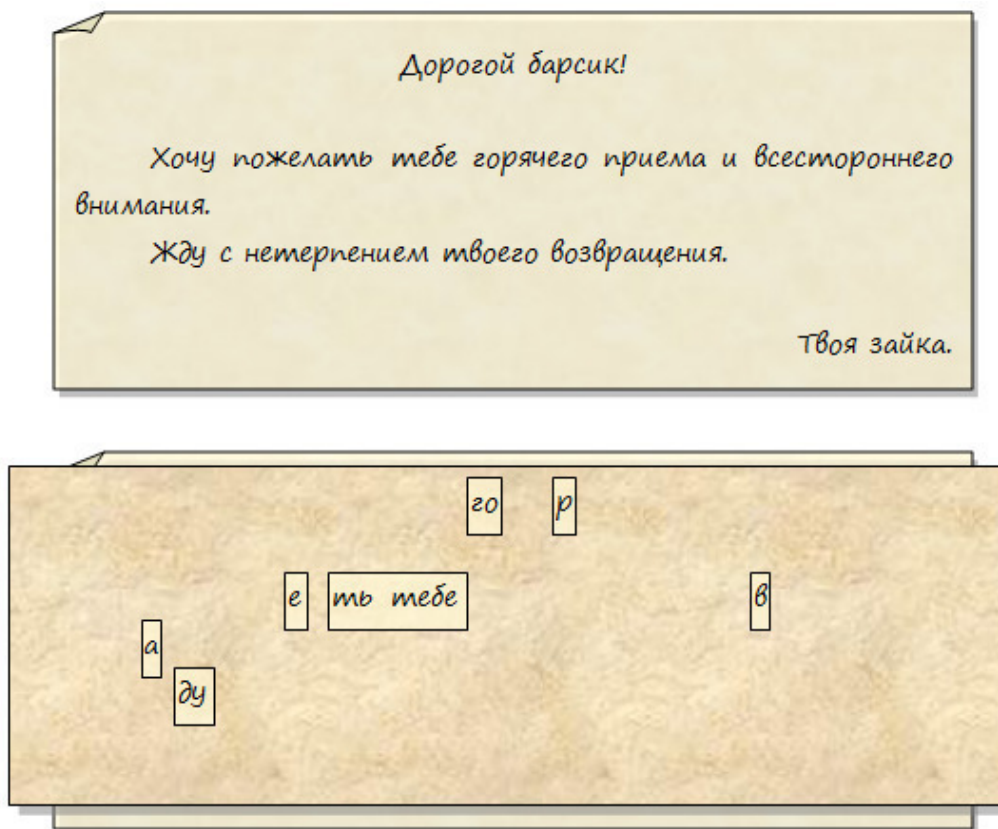 Дорогой барсик!
Хочу пожелать тебе горячего приема и всестороннего
внимания.
Жду с нетерпением твоего возвращения.
Твоя зайка.
го р
е ть тебе в
а
ду